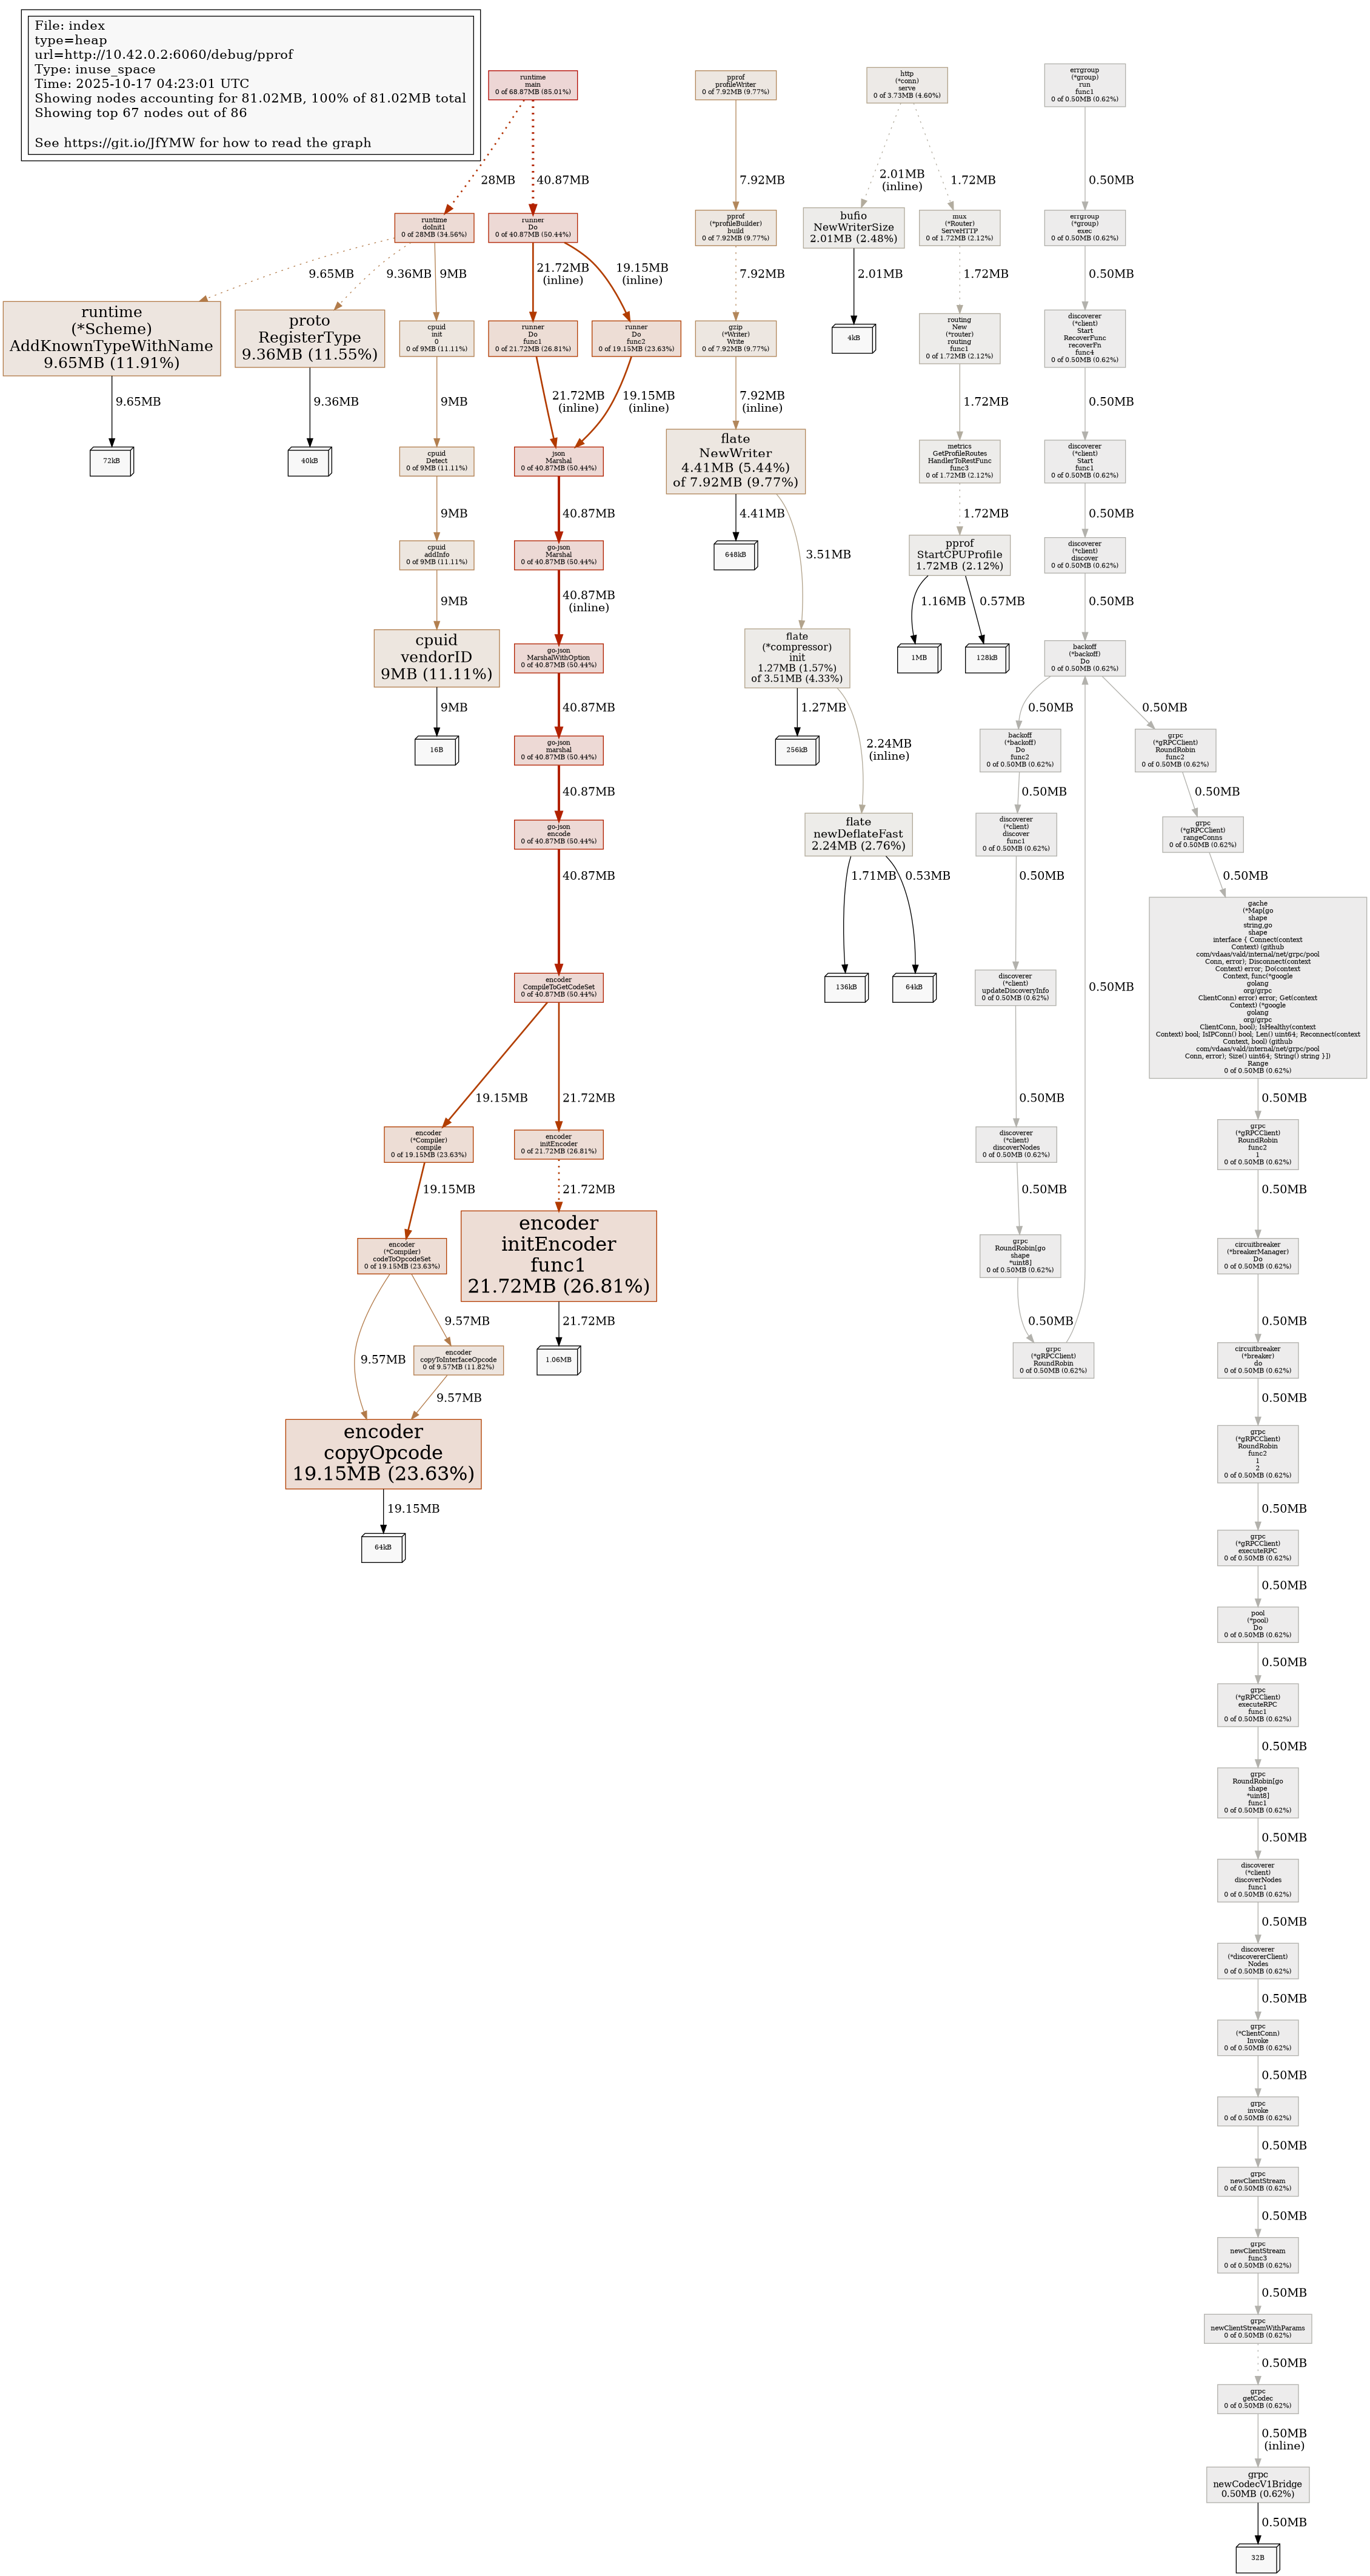 File: index
type=heap
url=http://10.42.0.2:6060/debug/pprof
Type: inuse_space
Time: 2025-10-17 04:23:01 UTC
Showing nodes accounting for 81.02MB, 100% of 81.02MB total
Showing top 67 nodes out of 86
See https://git.io/JfYMW for how to read the graph
runtime
main
0 of 68.87MB (85.01%)
28MB
40.87MB
runtime
doInit1
0 of 28MB (34.56%)
9.65MB
9.36MB
9MB
runtime
(*Scheme)
AddKnownTypeWithName
9.65MB (11.91%)
9.65MB
72kB
proto
RegisterType
9.36MB (11.55%)
9.36MB
40kB
cpuid
init
0
0 of 9MB (11.11%)
9MB
cpuid
Detect
0 of 9MB (11.11%)
9MB
cpuid
addInfo
0 of 9MB (11.11%)
9MB
cpuid
vendorID
9MB (11.11%)
9MB
16B
runner
Do
0 of 40.87MB (50.44%)
21.72MB
(inline)
19.15MB
(inline)
runner
Do
func1
0 of 21.72MB (26.81%)
runner
Do
func2
0 of 19.15MB (23.63%)
21.72MB
(inline)
19.15MB
(inline)
json
Marshal
0 of 40.87MB (50.44%)
40.87MB
go-json
Marshal
0 of 40.87MB (50.44%)
40.87MB
(inline)
go-json
MarshalWithOption
0 of 40.87MB (50.44%)
40.87MB
go-json
marshal
0 of 40.87MB (50.44%)
40.87MB
go-json
encode
0 of 40.87MB (50.44%)
40.87MB
encoder
CompileToGetCodeSet
0 of 40.87MB (50.44%)
19.15MB
21.72MB
encoder
(*Compiler)
compile
0 of 19.15MB (23.63%)
19.15MB
encoder
(*Compiler)
codeToOpcodeSet
0 of 19.15MB (23.63%)
9.57MB
9.57MB
encoder
copyToInterfaceOpcode
0 of 9.57MB (11.82%)
9.57MB
encoder
copyOpcode
19.15MB (23.63%)
19.15MB
64kB
encoder
initEncoder
0 of 21.72MB (26.81%)
21.72MB
encoder
initEncoder
func1
21.72MB (26.81%)
21.72MB
1.06MB
pprof
profileWriter
0 of 7.92MB (9.77%)
7.92MB
pprof
(*profileBuilder)
build
0 of 7.92MB (9.77%)
7.92MB
gzip
(*Writer)
Write
0 of 7.92MB (9.77%)
7.92MB
(inline)
flate
NewWriter
4.41MB (5.44%)
of 7.92MB (9.77%)
4.41MB
648kB
3.51MB
flate
(*compressor)
init
1.27MB (1.57%)
of 3.51MB (4.33%)
1.27MB
256kB
2.24MB
(inline)
flate
newDeflateFast
2.24MB (2.76%)
1.71MB
0.53MB
136kB
64kB
http
(*conn)
serve
0 of 3.73MB (4.60%)
2.01MB
(inline)
1.72MB
bufio
NewWriterSize
2.01MB (2.48%)
2.01MB
4kB
mux
(*Router)
ServeHTTP
0 of 1.72MB (2.12%)
1.72MB
routing
New
(*router)
routing
func1
0 of 1.72MB (2.12%)
1.72MB
metrics
GetProfileRoutes
HandlerToRestFunc
func3
0 of 1.72MB (2.12%)
1.72MB
pprof
StartCPUProfile
1.72MB (2.12%)
1.16MB
0.57MB
1MB
128kB
errgroup
(*group)
run
func1
0 of 0.50MB (0.62%)
0.50MB
errgroup
(*group)
exec
0 of 0.50MB (0.62%)
0.50MB
discoverer
(*client)
Start
RecoverFunc
recoverFn
func4
0 of 0.50MB (0.62%)
0.50MB
discoverer
(*client)
Start
func1
0 of 0.50MB (0.62%)
0.50MB
discoverer
(*client)
discover
0 of 0.50MB (0.62%)
0.50MB
backoff
(*backoff)
Do
0 of 0.50MB (0.62%)
0.50MB
0.50MB
backoff
(*backoff)
Do
func2
0 of 0.50MB (0.62%)
0.50MB
discoverer
(*client)
discover
func1
0 of 0.50MB (0.62%)
0.50MB
discoverer
(*client)
updateDiscoveryInfo
0 of 0.50MB (0.62%)
0.50MB
discoverer
(*client)
discoverNodes
0 of 0.50MB (0.62%)
0.50MB
grpc
RoundRobin[go
shape
*uint8]
0 of 0.50MB (0.62%)
0.50MB
grpc
(*gRPCClient)
RoundRobin
0 of 0.50MB (0.62%)
0.50MB
grpc
(*gRPCClient)
RoundRobin
func2
0 of 0.50MB (0.62%)
0.50MB
grpc
(*gRPCClient)
rangeConns
0 of 0.50MB (0.62%)
0.50MB
gache
(*Map[go
shape
string,go
shape
interface { Connect(context
Context) (github
com/vdaas/vald/internal/net/grpc/pool
Conn, error); Disconnect(context
Context) error; Do(context
Context, func(*google
golang
org/grpc
ClientConn) error) error; Get(context
Context) (*google
golang
org/grpc
ClientConn, bool); IsHealthy(context
Context) bool; IsIPConn() bool; Len() uint64; Reconnect(context
Context, bool) (github
com/vdaas/vald/internal/net/grpc/pool
Conn, error); Size() uint64; String() string }])
Range
0 of 0.50MB (0.62%)
0.50MB
grpc
(*gRPCClient)
RoundRobin
func2
1
0 of 0.50MB (0.62%)
0.50MB
circuitbreaker
(*breakerManager)
Do
0 of 0.50MB (0.62%)
0.50MB
circuitbreaker
(*breaker)
do
0 of 0.50MB (0.62%)
0.50MB
grpc
(*gRPCClient)
RoundRobin
func2
1
2
0 of 0.50MB (0.62%)
0.50MB
grpc
(*gRPCClient)
executeRPC
0 of 0.50MB (0.62%)
0.50MB
pool
(*pool)
Do
0 of 0.50MB (0.62%)
0.50MB
grpc
(*gRPCClient)
executeRPC
func1
0 of 0.50MB (0.62%)
0.50MB
grpc
RoundRobin[go
shape
*uint8]
func1
0 of 0.50MB (0.62%)
0.50MB
discoverer
(*client)
discoverNodes
func1
0 of 0.50MB (0.62%)
0.50MB
discoverer
(*discovererClient)
Nodes
0 of 0.50MB (0.62%)
0.50MB
grpc
(*ClientConn)
Invoke
0 of 0.50MB (0.62%)
0.50MB
grpc
invoke
0 of 0.50MB (0.62%)
0.50MB
grpc
newClientStream
0 of 0.50MB (0.62%)
0.50MB
grpc
newClientStream
func3
0 of 0.50MB (0.62%)
0.50MB
grpc
newClientStreamWithParams
0 of 0.50MB (0.62%)
0.50MB
grpc
getCodec
0 of 0.50MB (0.62%)
0.50MB
(inline)
grpc
newCodecV1Bridge
0.50MB (0.62%)
0.50MB
32B